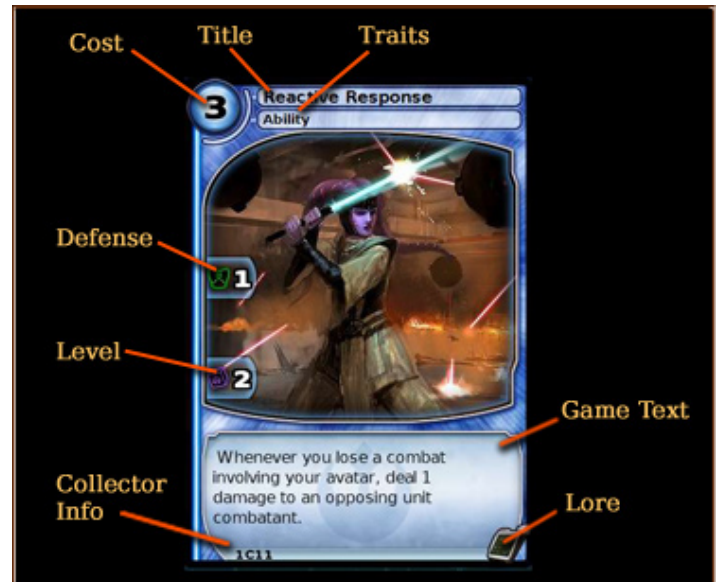 Cost
Title
Traits
3
Reactive Response
Ability
Defense
1
Level
2
Game Text
Whenever you lose a combat
involving your avatar, deal 1
damage to an opposing unit
combatant.
Collector
Info
Lore
1C11